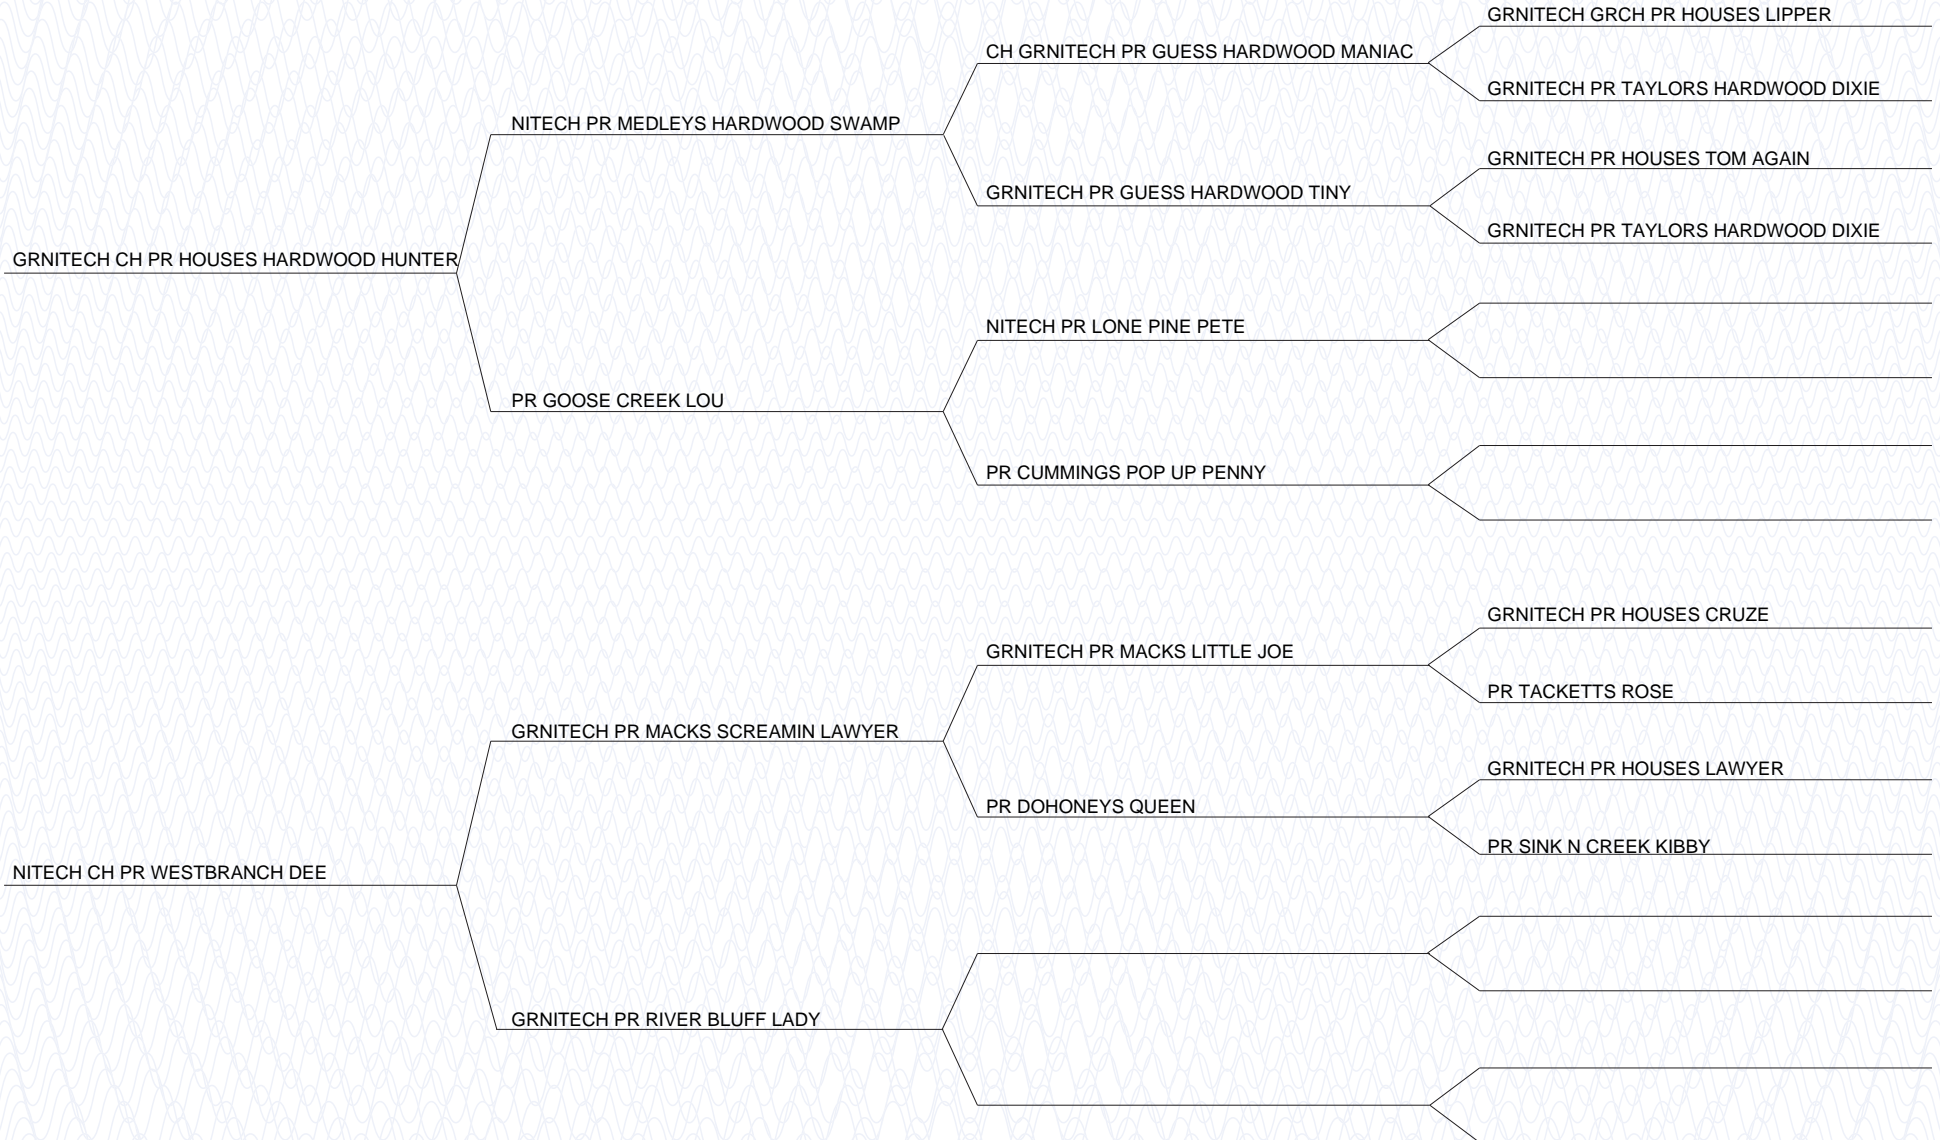 GRNITECH GRCH PR HOUSES LIPPER
CH GRNITECH PR GUESS HARDWOOD MANIAC
GRNITECH PR TAYLORS HARDWOOD DIXIE
NITECH PR MEDLEYS HARDWOOD SWAMP
GRNITECH PR HOUSES TOM AGAIN
GRNITECH PR GUESS HARDWOOD TINY
GRNITECH PR TAYLORS HARDWOOD DIXIE
GRNITECH CH PR HOUSES HARDWOOD HUNTER
NITECH PR LONE PINE PETE
PR GOOSE CREEK LOU
PR CUMMINGS POP UP PENNY
GRNITECH PR HOUSES CRUZE
GRNITECH PR MACKS LITTLE JOE
PR TACKETTS ROSE
GRNITECH PR MACKS SCREAMIN LAWYER
GRNITECH PR HOUSES LAWYER
PR DOHONEYS QUEEN
PR SINK N CREEK KIBBY
NITECH CH PR WESTBRANCH DEE
GRNITECH PR RIVER BLUFF LADY